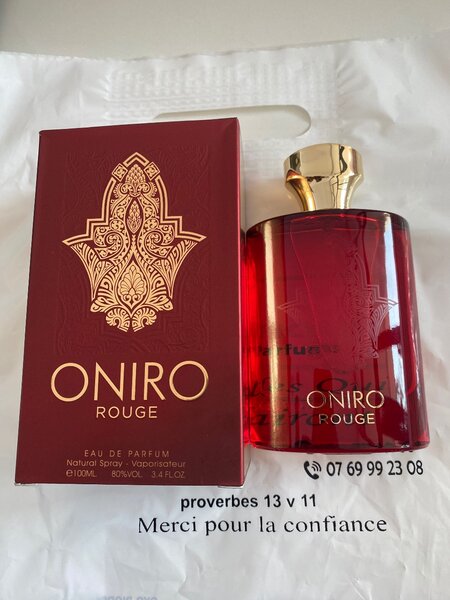 ONIRO
ROUGE
EAU DE PARFUM
Natural Spray - Vaporisateur
℮100ML 80%VOL. 3.4 FL.OZ.
ONIRO
ROUGE
07 69 99 23 08
proverbes 13 v 11
Merci pour la confiance